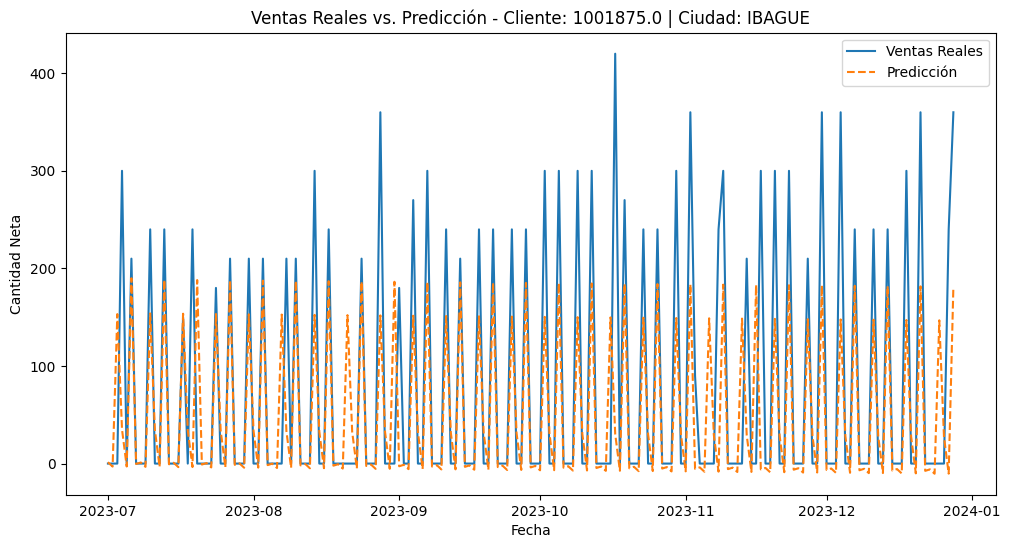 Ventas Reales vs. Predicción - Cliente: 1001875.0 | Ciudad: IBAGUE
Ventas Reales
Predicción
Cantidad Neta
400
300
200
100
0
2023-07
2023-08
2023-09
2023-10
2023-11
2023-12
2024-01
Fecha